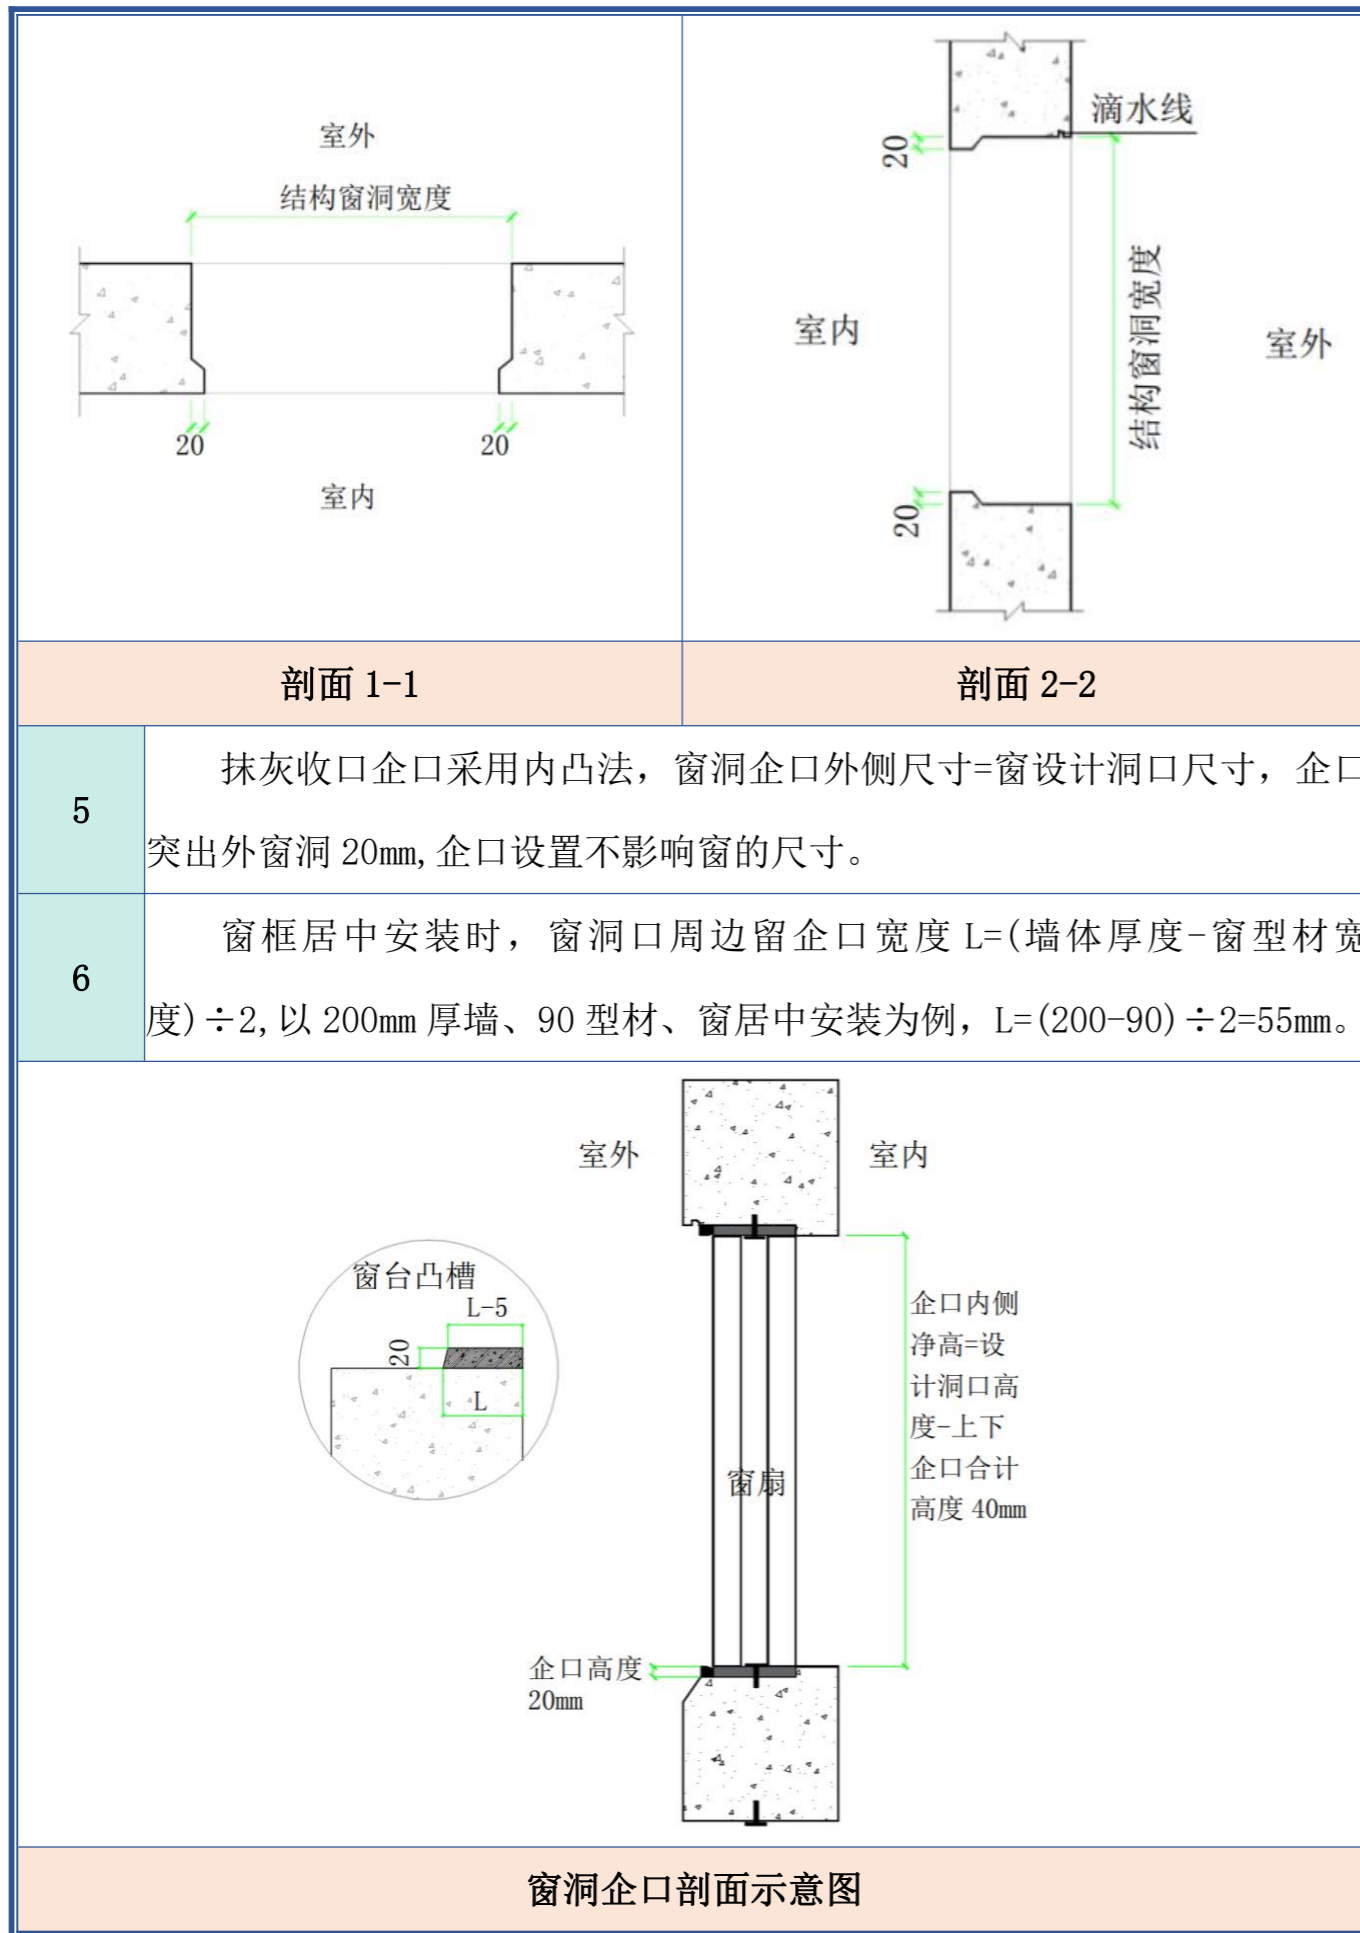 室外
结构窗洞宽度
20
20
室内
剖面 1-1
滴水线
20
室内
结构窗洞宽度
室外
20
剖面 2-2
5
抹灰收口企口采用内凸法，窗洞企口外侧尺寸=窗设计洞口尺寸，企口
突出外窗洞 20mm,企口设置不影响窗的尺寸。
6
窗框居中安装时，窗洞口周边留企口宽度 L=(墙体厚度-窗型材宽
度)÷2,以 200mm 厚墙、90 型材、窗居中安装为例，L=(200-90)÷2=55mm。
室外
室内
窗台凸槽
L-5
20
L
窗扇
企口内侧
净高=设
计洞口高
度-上下
企口合计
高度 40mm
企口高度
20mm
窗洞企口剖面示意图